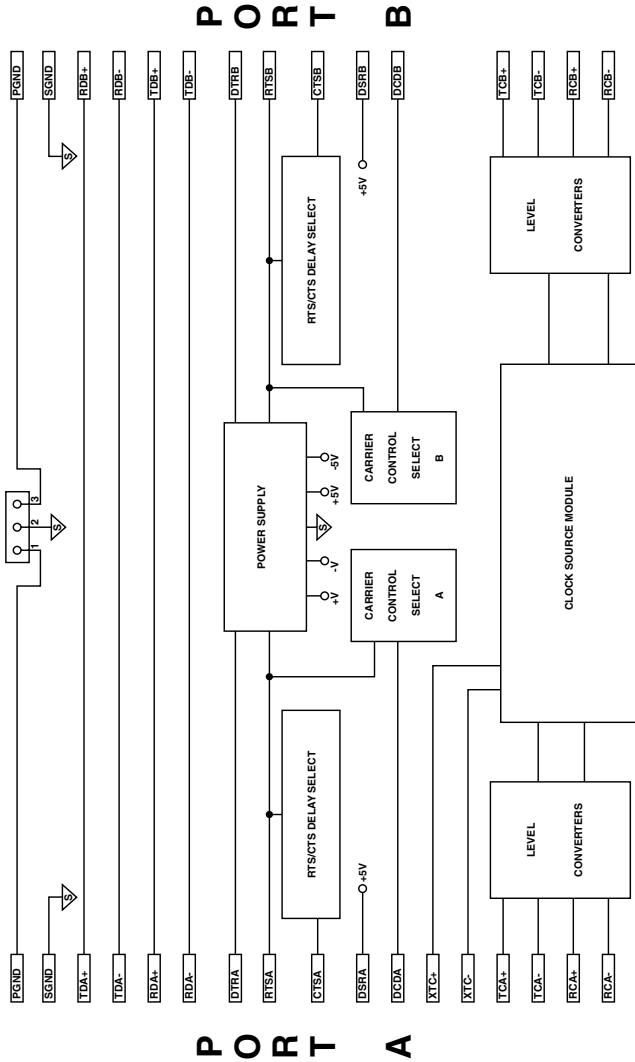 PORT B
PGND
SGND
RDB+
RDB-
TDB+
TDB-
DTRB
RTSB
CTSB
DSRB
DCDB
TCB+
TCB-
RCB+
RCB-
S
+5V
RTS/CTS DELAY SELECT
LEVEL
CONVERTERS
1
2
3
S
POWER SUPPLY
+V
-V
S
+5V
-5V
CARRIER
CONTROL
SELECT
B
CARRIER
CONTROL
SELECT
A
CLOCK SOURCE MODULE
RTS/CTS DELAY SELECT
LEVEL
CONVERTERS
S
+5V
PGND
SGND
TDA+
TDA-
RDA+
RDA-
DTRA
RTSA
CTSA
DSRA
DCDA
XTC+
XTC-
TCA+
TCA-
RCA+
RCA-
PORT A